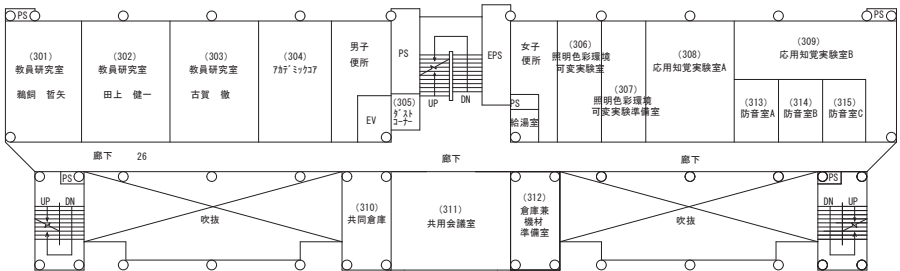 PS
PS
(301)
教員研究室
鵜飼 哲矢
(302)
教員研究室
田上 健一
(303)
教員研究室
古賀 徹
(304)
ｱｶﾃﾞﾐｯｸｺｱ
男子
便所
EV
PS
(305)
ﾀﾞｽﾄ
ｺｰﾅｰ
UP
DN
EPS
女子
便所
PS
給湯室
(306)
照明色彩環境
可変実験室
(307)
照明色彩環境
可変実験準備室
(308)
応用知覚実験室A
(309)
応用知覚実験室B
(313)
防音室A
(314)
防音室B
(315)
防音室C
廊下 26
廊下
廊下
PS
UP DN
吹抜
(310)
共同倉庫
(311)
共用会議室
(312)
倉庫兼
機材
準備室
吹抜
PS
DN UP